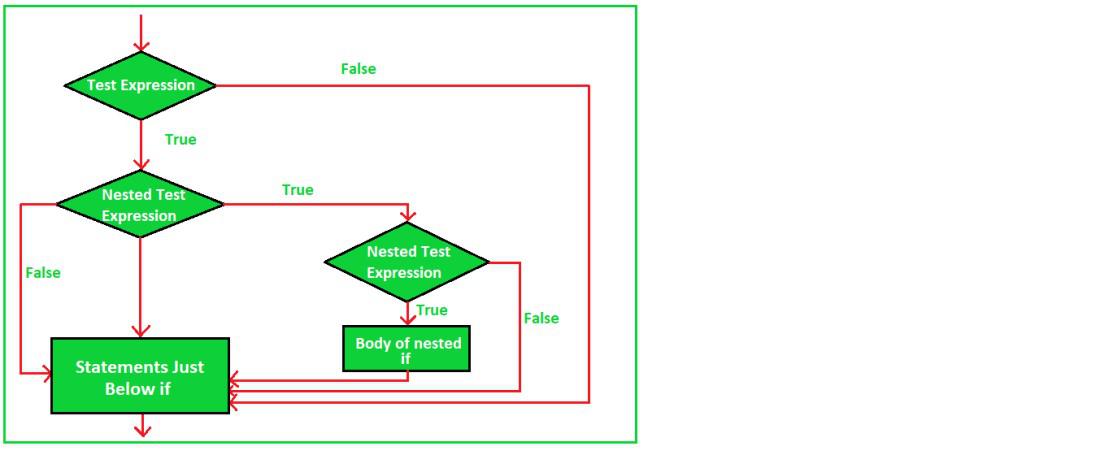 False
Test Expression
True
True
Nested Test
Expression
Nested Test
Expression
False
True
False
Body of nested
if
Statements Just
Below if